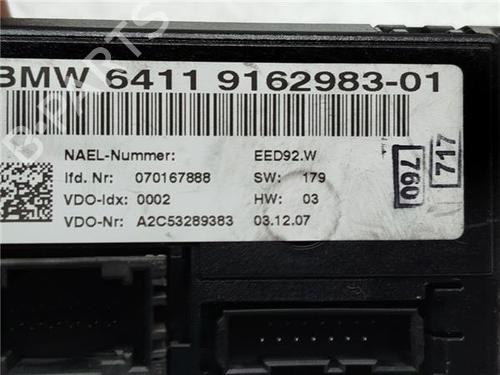 BMW 6411 9162983-01
NAEL-Nummer: EED92.W
lfd. Nr: 070167888 SW: 179
VDO-Idx: 0002 HW: 03
VDO-Nr: A2C53289383 03.12.07
717
760
B-PARTS